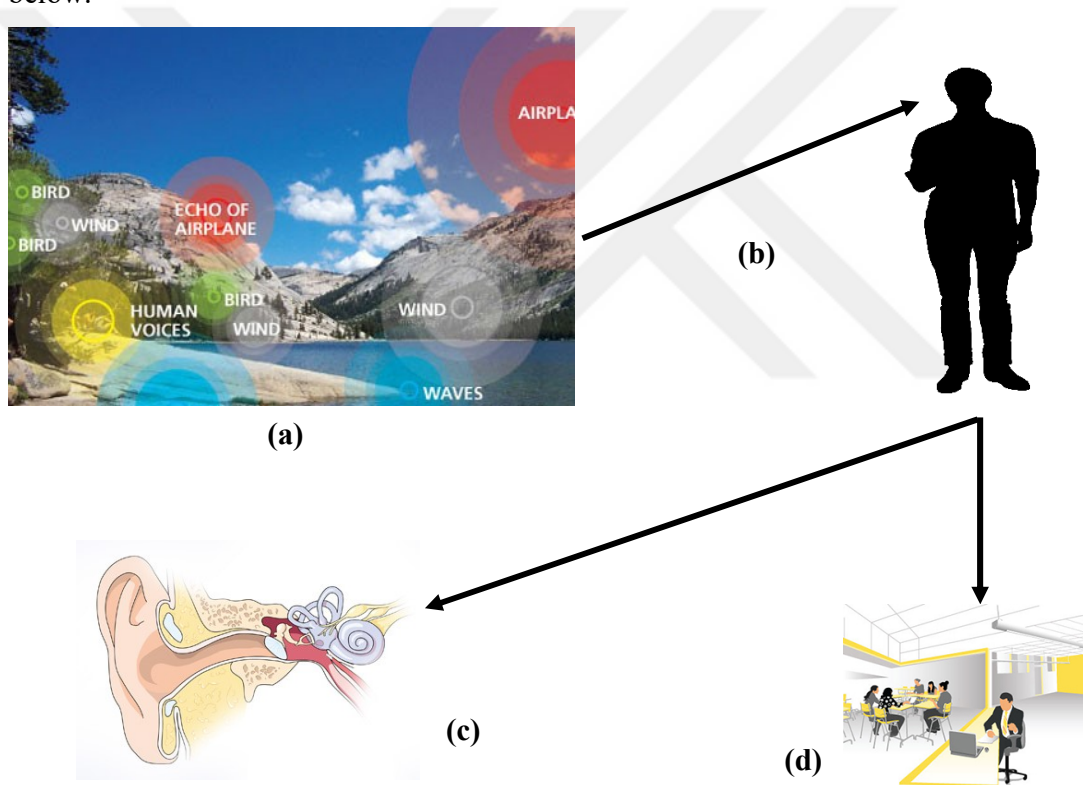 below.
AIRPLA
BIRD
ECHO OF
AIRPLANE
WIND
BIRD
(b)
BIRD
HUMAN
VOICES
WIND
WIND
WAVES
(a)
(c)
(d)